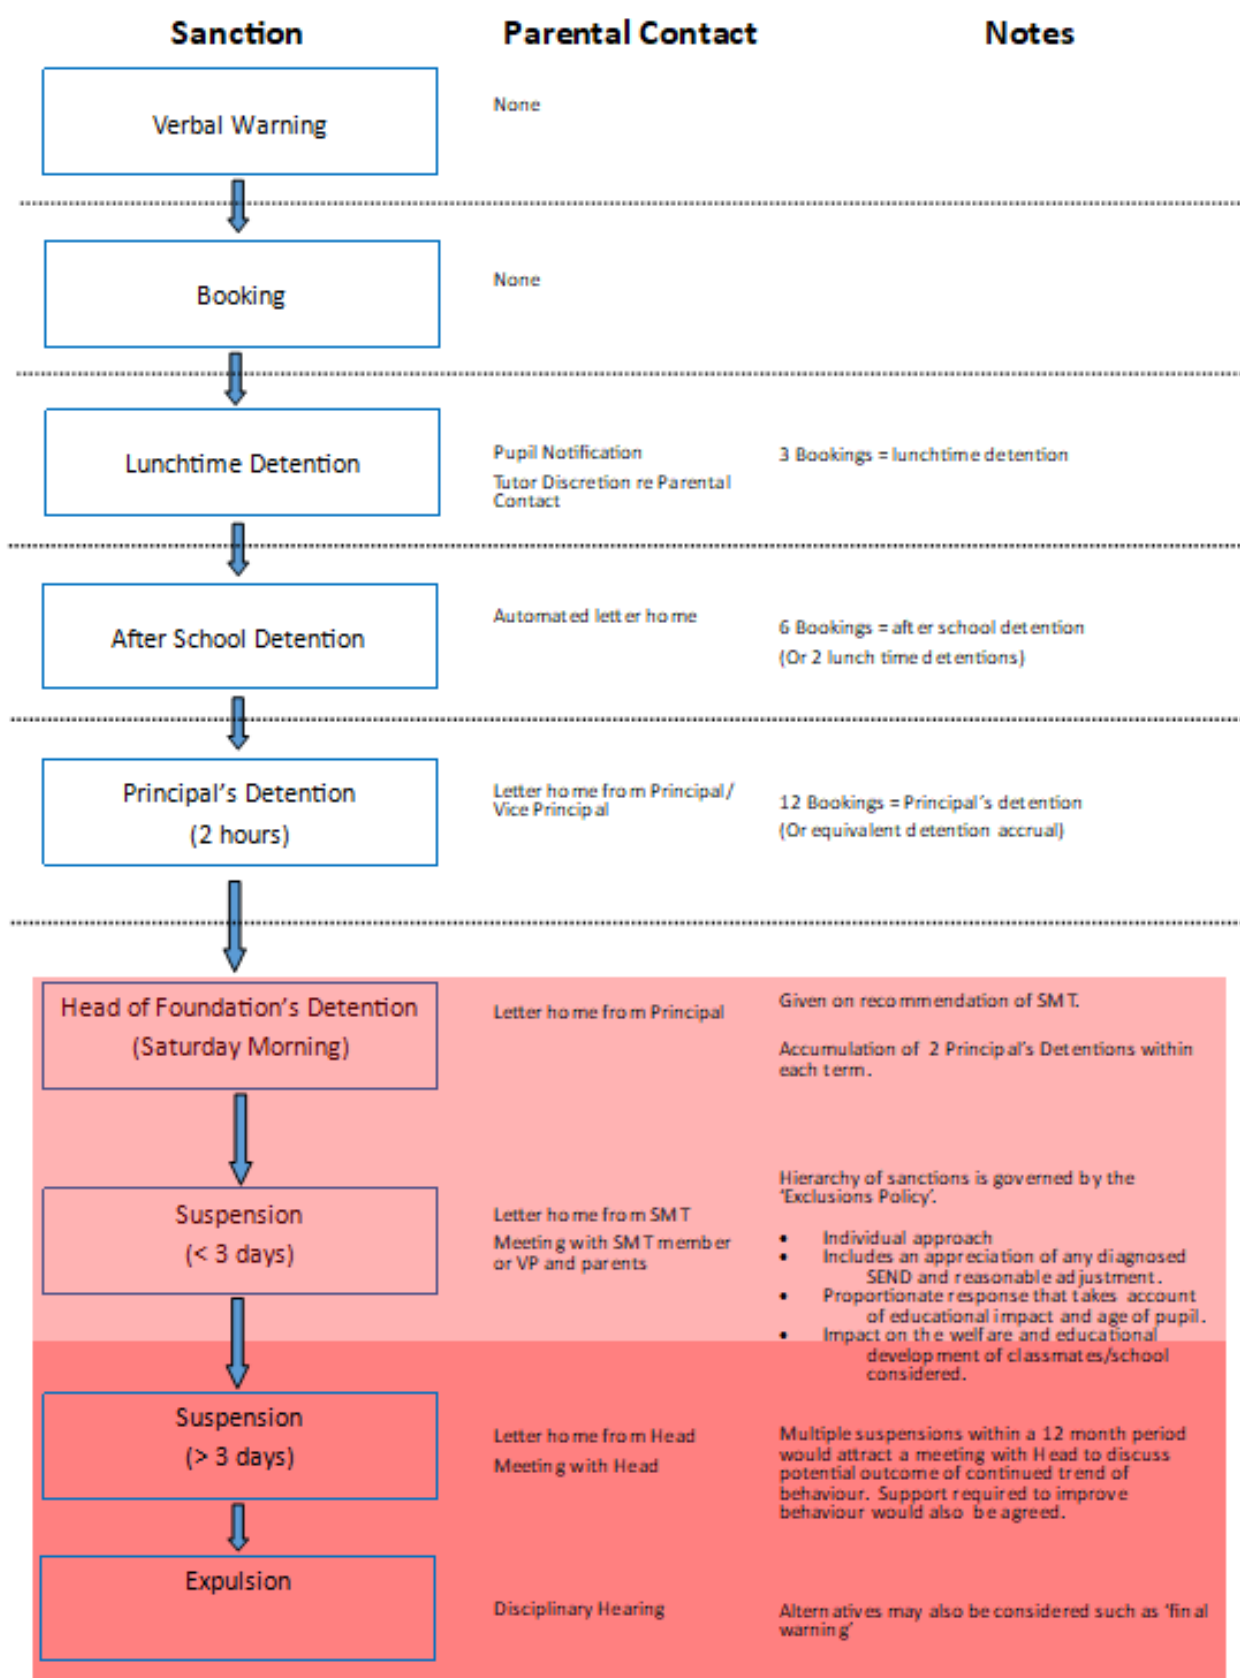 Sanction Parental Contact Notes
Verbal Warning
None
Booking
None
Lunchtime Detention
Pupil Notification
Tutor Discretion re Parental
Contact
3 Bookings = lunchtime detention
After School Detention
Automated letter home
6 Bookings = after school detention
(Or 2 lunch time detentions)
Principal's Detention
(2 hours)
Letter home from Principal/
Vice Principal
12 Bookings = Principal's detention
(Or equivalent detention accrual)
Head of Foundation's Detention
(Saturday Morning)
Letter home from Principal
Given on recommendation of SMT.
Accumulation of 2 Principal's Detentions within
each term.
Suspension
(< 3 days)
Letter home from SMT
Meeting with SMT member
or VP and parents
Hierarchy of sanctions is governed by the
'Exclusions Policy'.
• Individual approach
• Includes an appreciation of any diagnosed
SEND and reasonable adjustment.
• Proportionate response that takes account
of educational impact and age of pupil.
• Impact on the welfare and educational
development of classmates/school
considered.
Suspension
(> 3 days)
Letter home from Head
Meeting with Head
Multiple suspensions within a 12 month period
would attract a meeting with Head to discuss
potential outcome of continued trend of
behaviour. Support required to improve
behaviour would also be agreed.
Expulsion
Disciplinary Hearing
Alternatives may also be considered such as 'final
warning'